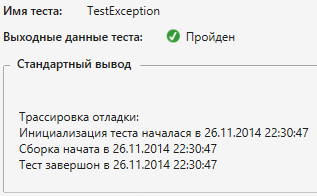 Имя теста: TestException
Выходные данные теста: Пройден
Стандартный вывод
Трассировка отладки:
Инициализация теста началася в 26.11.2014 22:30:47
Сборка начата в 26.11.2014 22:30:47
Тест завершон в 26.11.2014 22:30:47